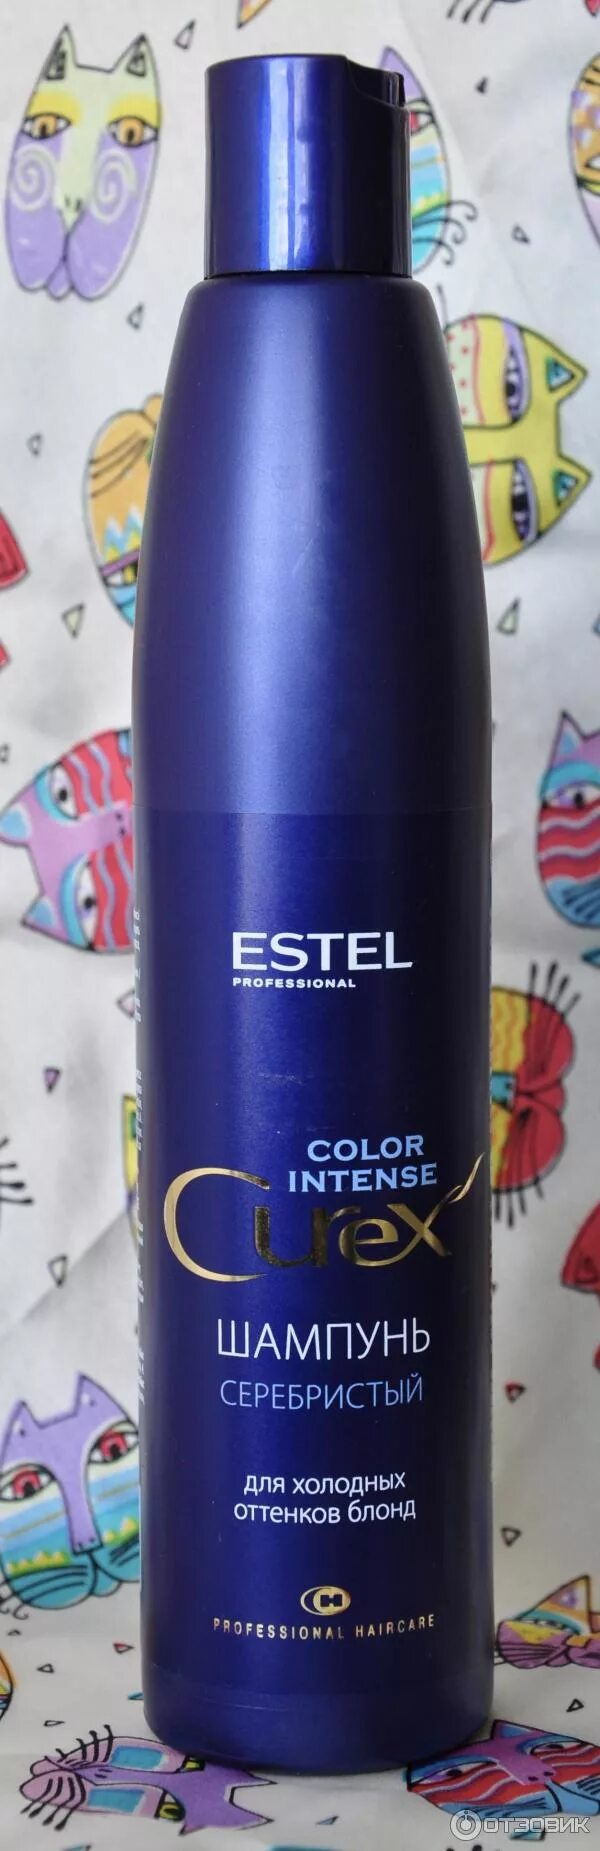 ESTEL
PROFESSIONAL
COLOR
INTENSE
Curex
ШАМПУНЬ
СЕРЕБРИСТЫЙ
для холодных
оттенков блонд
PROFESSIONAL HAIRCARE
ОТЗОВИК